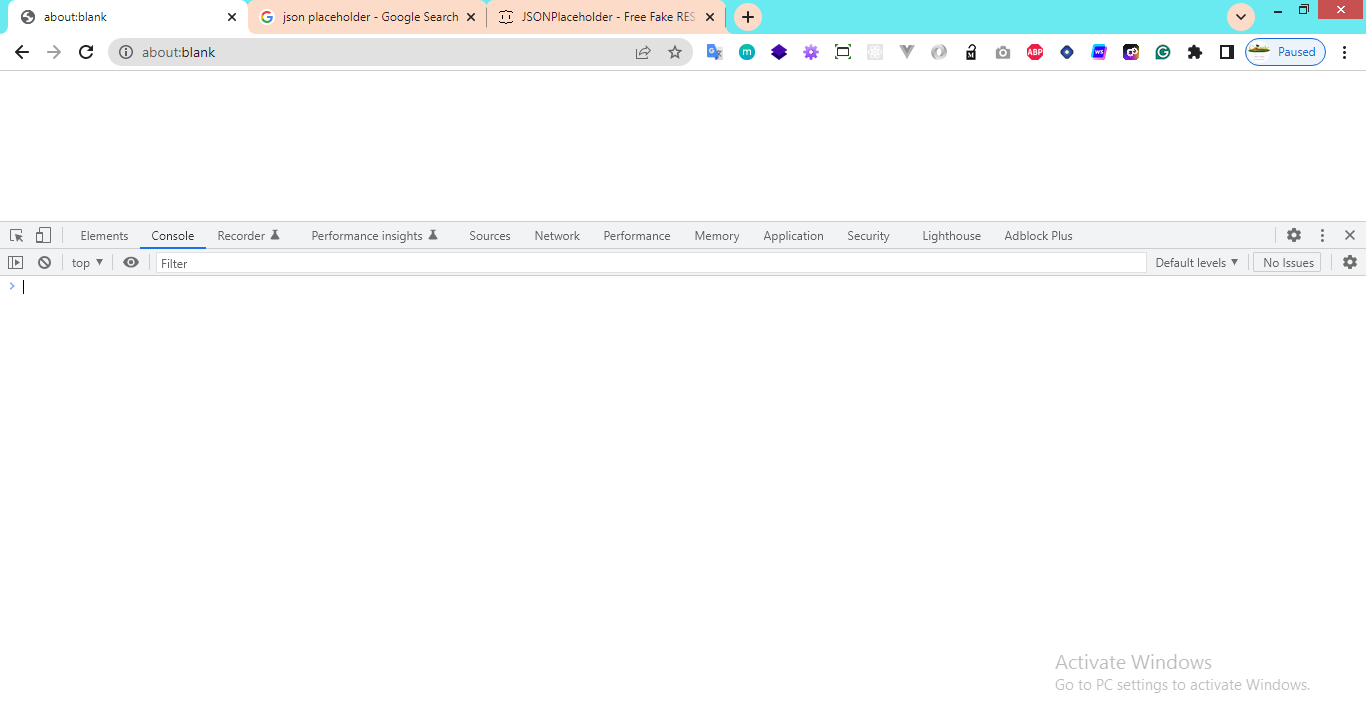 about:blank
json placeholder - Google Search
JSONPlaceholder - Free Fake RES
about:blank
ABP
WS
Paused
Elements
Console
Recorder
Performance insights
Sources
Network
Performance
Memory
Application
Security
Lighthouse
Adblock Plus
top
Filter
Default levels
No Issues
Activate Windows
Go to PC settings to activate Windows.